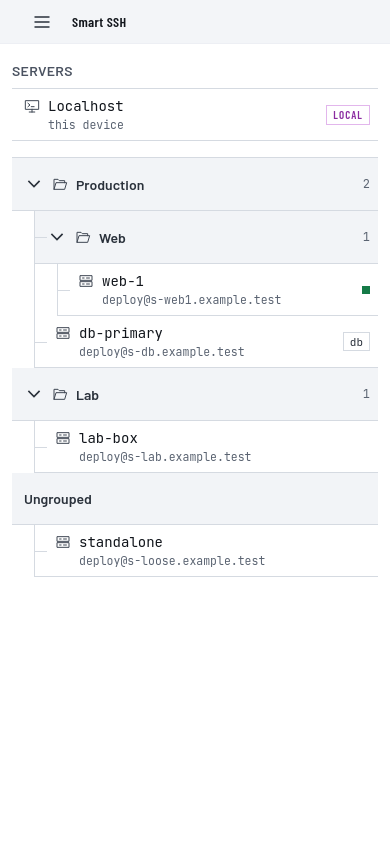 Smart SSH
SERVERS
Localhost
this device
LOCAL
Production
2
Web
1
web-1
deploy@s-web1.example.test
db-primary
deploy@s-db.example.test
db
Lab
1
lab-box
deploy@s-lab.example.test
Ungrouped
standalone
deploy@s-loose.example.test